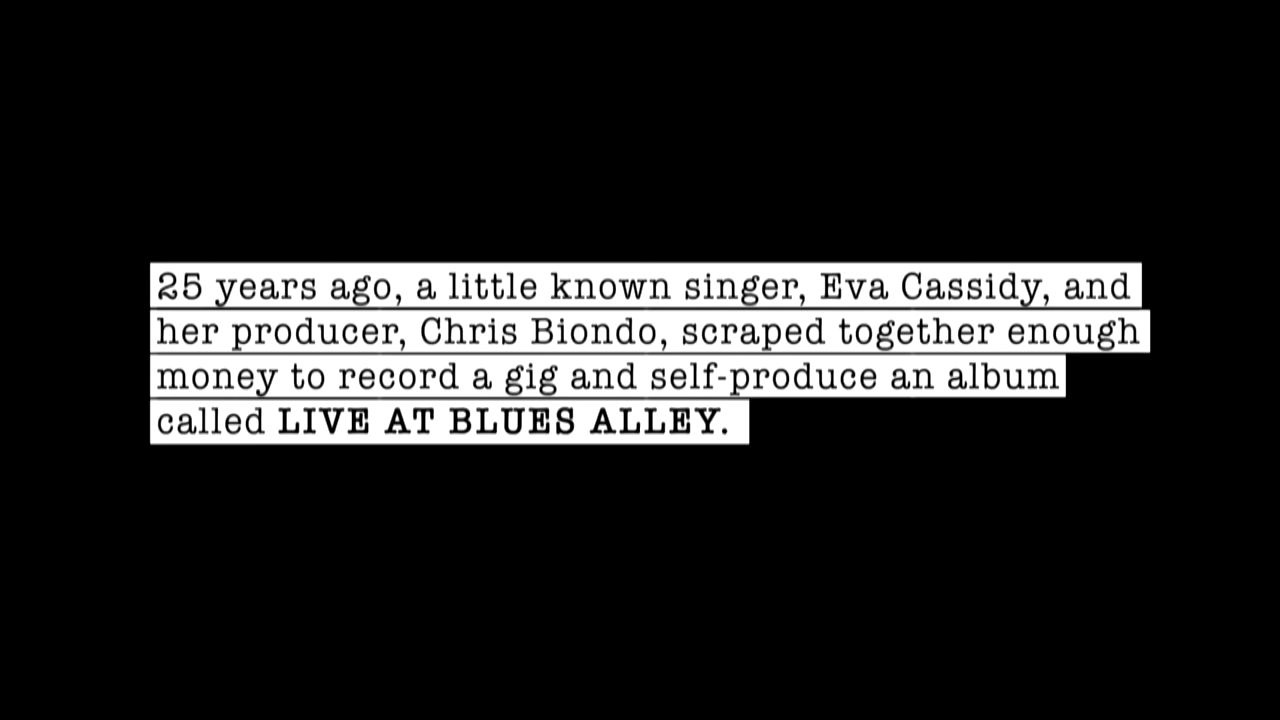 25 years ago, a little known singer, Eva Cassidy, and
her producer, Chris Biondo, scraped together enough
money to record a gig and self-produce an album
called LIVE AT BLUES ALLEY.